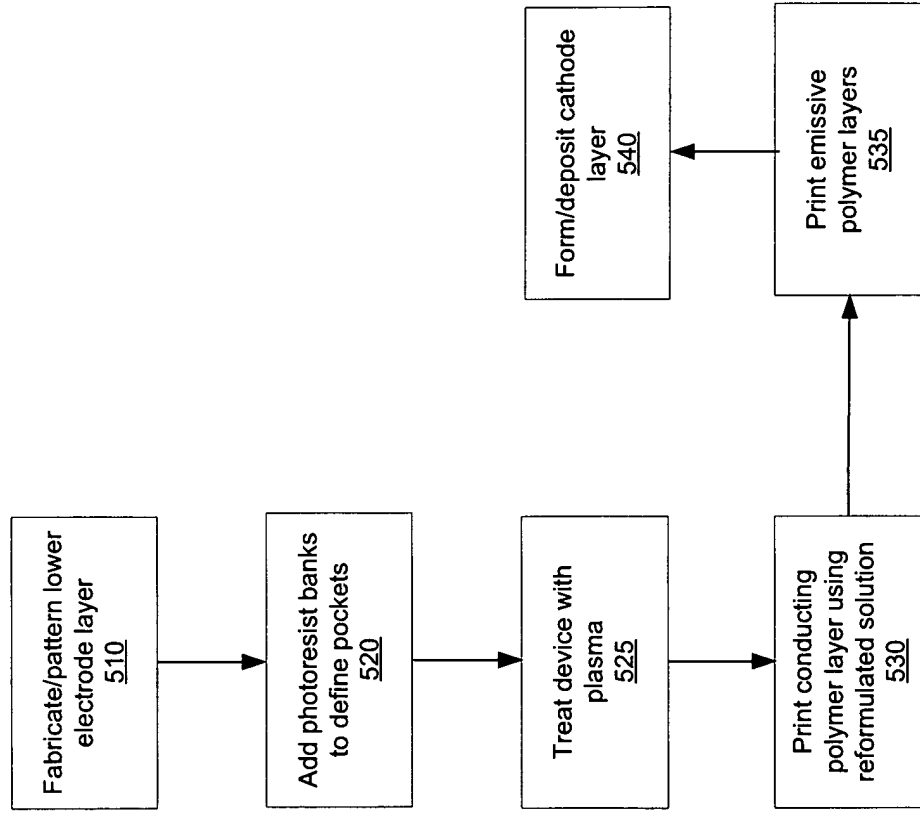 Fabricate/pattern lower
electrode layer
510
Add photoresist banks
to define pockets
520
Treat device with
plasma
525
Print conducting
polymer layer using
reformulated solution
530
Print emissive
polymer layers
535
Form/deposit cathode
layer
540